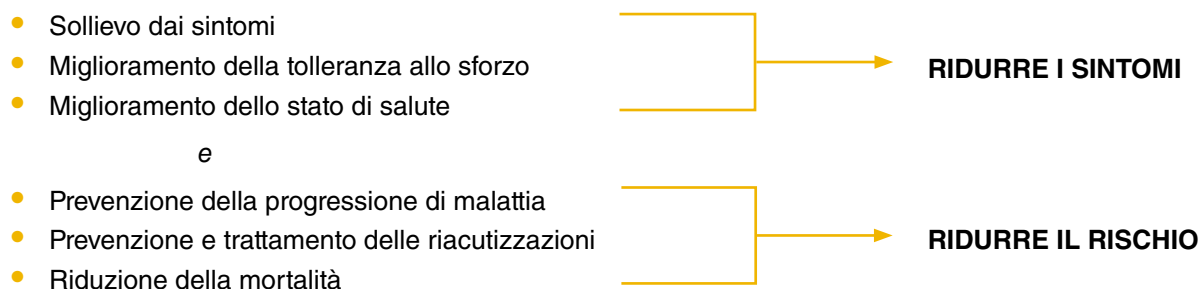 • Sollievo dai sintomi
• Miglioramento della tolleranza allo sforzo
• Miglioramento dello stato di salute
RIDURRE I SINTOMI
e
• Prevenzione della progressione di malattia
• Prevenzione e trattamento delle riacutizzazioni
• Riduzione della mortalità
RIDURRE IL RISCHIO